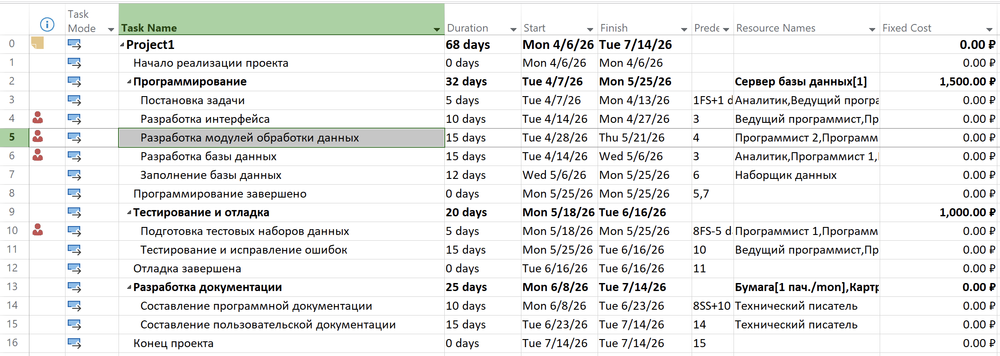 Task Mode Task Name Duration Start Finish Prede Resource Names Fixed Cost
0 Project1 68 days Mon 4/6/26 Tue 7/14/26 0.00 ₽
1 Начало реализации проекта 0 days Mon 4/6/26 Mon 4/6/26 0.00 ₽
2 Программирование 32 days Tue 4/7/26 Mon 5/25/26 Сервер базы данных[1] 1,500.00 ₽
3 Постановка задачи 5 days Tue 4/7/26 Mon 4/13/26 1FS+1 d Аналитик,Ведущий програ
4 Разработка интерфейса 10 days Tue 4/14/26 Mon 4/27/26 3 Ведущий программист,Пр 0.00 ₽
5 Разработка модулей обработки данных 15 days Tue 4/28/26 Thu 5/21/26 4 Программист 2,Программ 0.00 ₽
6 Разработка базы данных 15 days Tue 4/14/26 Wed 5/6/26 3 Аналитик,Программист 1, 0.00 ₽
7 Заполнение базы данных 12 days Wed 5/6/26 Mon 5/25/26 6 Наборщик данных 0.00 ₽
8 Программирование завершено 0 days Mon 5/25/26 Mon 5/25/26 5,7 0.00 ₽
9 Тестирование и отладка 20 days Mon 5/18/26 Tue 6/16/26 1,000.00 ₽
10 Подготовка тестовых наборов данных 5 days Mon 5/18/26 Mon 5/25/26 8FS-5 d Программист 1,Программ 0.00 ₽
11 Тестирование и исправление ошибок 15 days Mon 5/25/26 Tue 6/16/26 10 Ведущий программист,Пр 0.00 ₽
12 Отладка завершена 0 days Tue 6/16/26 Tue 6/16/26 11 0.00 ₽
13 Разработка документации 25 days Mon 6/8/26 Tue 7/14/26 Бумага[1 пач./mon],Картр 0.00 ₽
14 Составление программной документации 10 days Mon 6/8/26 Tue 6/23/26 8SS+10 Технический писатель 0.00 ₽
15 Составление пользовательской документации 15 days Tue 6/23/26 Tue 7/14/26 14 Технический писатель 0.00 ₽
16 Конец проекта 0 days Tue 7/14/26 Tue 7/14/26 15 0.00 ₽